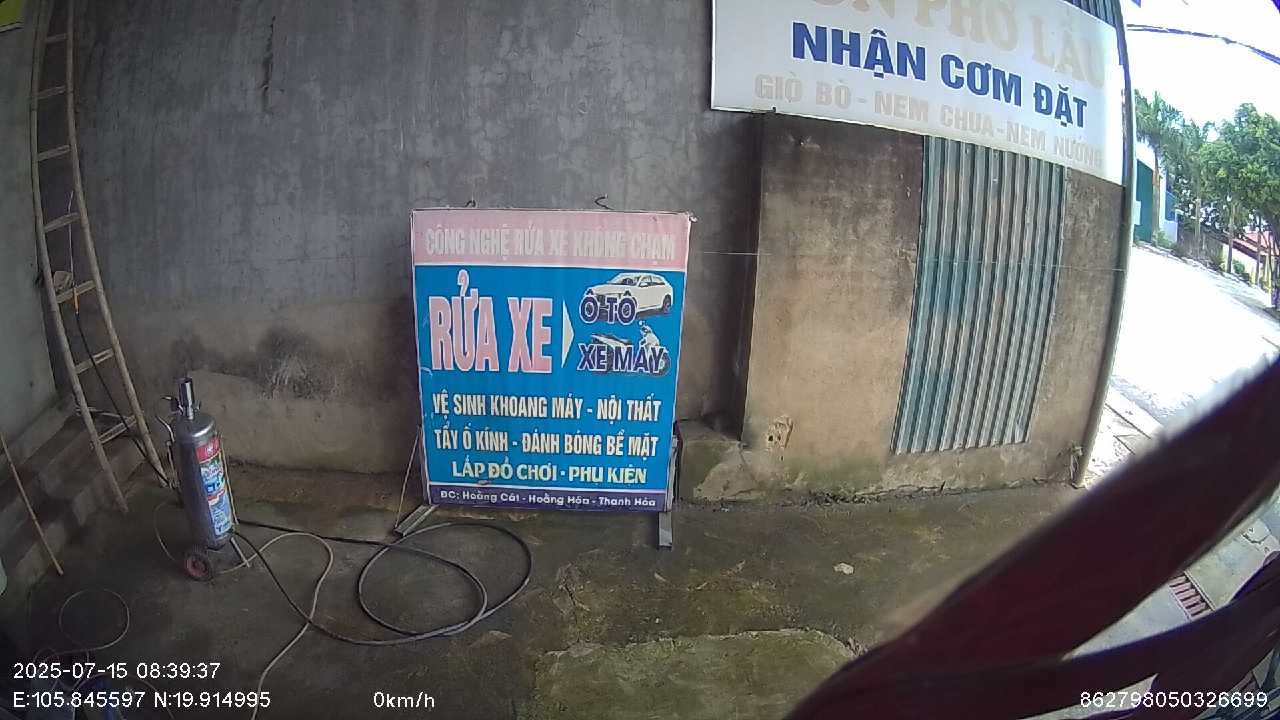 PHỞ LẨU
NHẬN CƠM ĐẶT
GIÒ BÒ - NEM CHUA - NEM NƯỚNG
CÔNG NGHỆ RỬA XE KHÔNG CHẠM
RỬA XE
Ô TÔ
XE MÁY
VỆ SINH KHOANG MÁY - NỘI THẤT
TẨY Ố KÍNH - ĐÁNH BÓNG BỀ MẶT
LẮP ĐỒ CHƠI - PHỤ KIỆN
ĐC: Hoằng Cát - Hoằng Hóa - Thanh Hóa
2025-07-15 08:39:37
E:105.845597 N:19.914995
0km/h
862798050326699